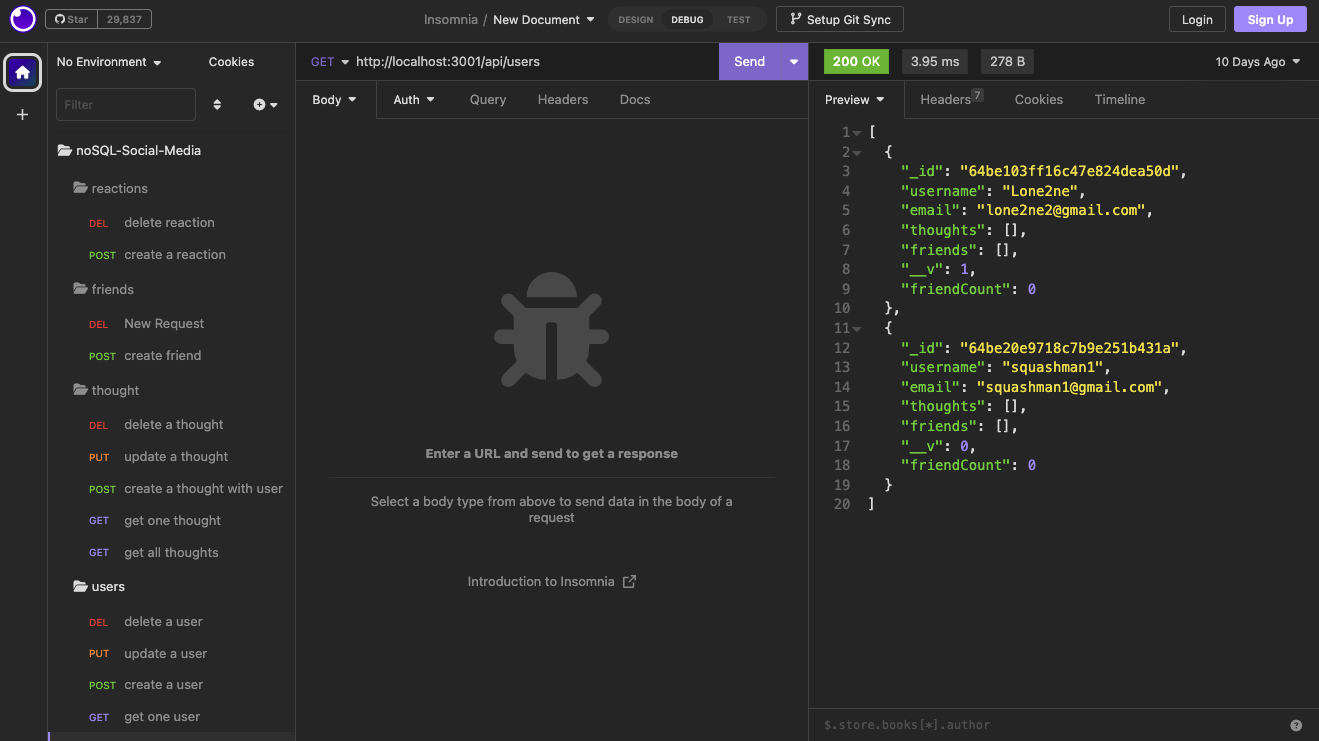 Star 29,837
Insomnia / New Document
DESIGN DEBUG TEST
Setup Git Sync
Login
Sign Up
No Environment
Cookies
Filter
noSQL-Social-Media
reactions
DEL delete reaction
POST create a reaction
friends
DEL New Request
POST create friend
thought
DEL delete a thought
PUT update a thought
POST create a thought with user
GET get one thought
GET get all thoughts
users
DEL delete a user
PUT update a user
POST create a user
GET get one user
GET http://localhost:3001/api/users
Send
Body Auth Query Headers Docs
Enter a URL and send to get a response
Select a body type from above to send data in the body of a
request
Introduction to Insomnia
200 OK 3.95 ms 278 B 10 Days Ago
Preview Headers 7 Cookies Timeline
1 [
2 {
3 "_id": "64be103ff16c47e824dea50d",
4 "username": "Lone2ne",
5 "email": "lone2ne2@gmail.com",
6 "thoughts": [],
7 "friends": [],
8 "__v": 1,
9 "friendCount": 0
10 },
11 {
12 "_id": "64be20e9718c7b9e251b431a",
13 "username": "squashman1",
14 "email": "squashman1@gmail.com",
15 "thoughts": [],
16 "friends": [],
17 "__v": 0,
18 "friendCount": 0
19 }
20 ]
$.store.books[*].author
?